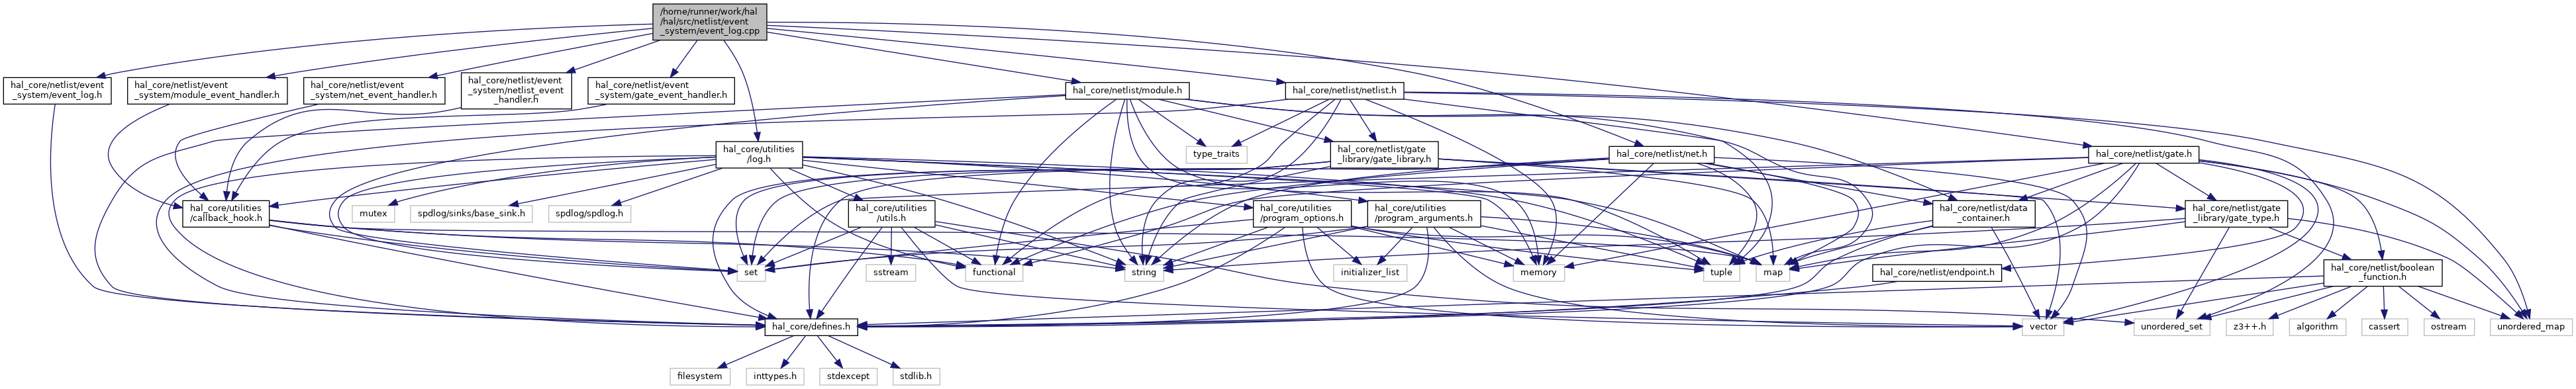 /home/runner/work/hal
/hal/src/netlist/event
_system/event_log.cpp
hal_core/netlist/event
_system/event_log.h
hal_core/netlist/event
_system/module_event_handler.h
hal_core/netlist/event
_system/net_event_handler.h
hal_core/netlist/event
_system/netlist_event
_handler.h
hal_core/netlist/event
_system/gate_event_handler.h
hal_core/netlist/module.h
hal_core/netlist/netlist.h
hal_core/utilities
/log.h
type_traits
hal_core/netlist/gate
_library/gate_library.h
hal_core/netlist/net.h
hal_core/netlist/gate.h
hal_core/utilities
/callback_hook.h
mutex
spdlog/sinks/base_sink.h
spdlog/spdlog.h
hal_core/utilities
/utils.h
hal_core/utilities
/program_options.h
hal_core/utilities
/program_arguments.h
hal_core/netlist/data
_container.h
hal_core/netlist/gate
_library/gate_type.h
set
sstream
functional
string
initializer_list
memory
tuple
map
hal_core/netlist/endpoint.h
hal_core/netlist/boolean
_function.h
hal_core/defines.h
vector
unordered_set
z3++.h
algorithm
cassert
ostream
unordered_map
filesystem
inttypes.h
stdexcept
stdlib.h